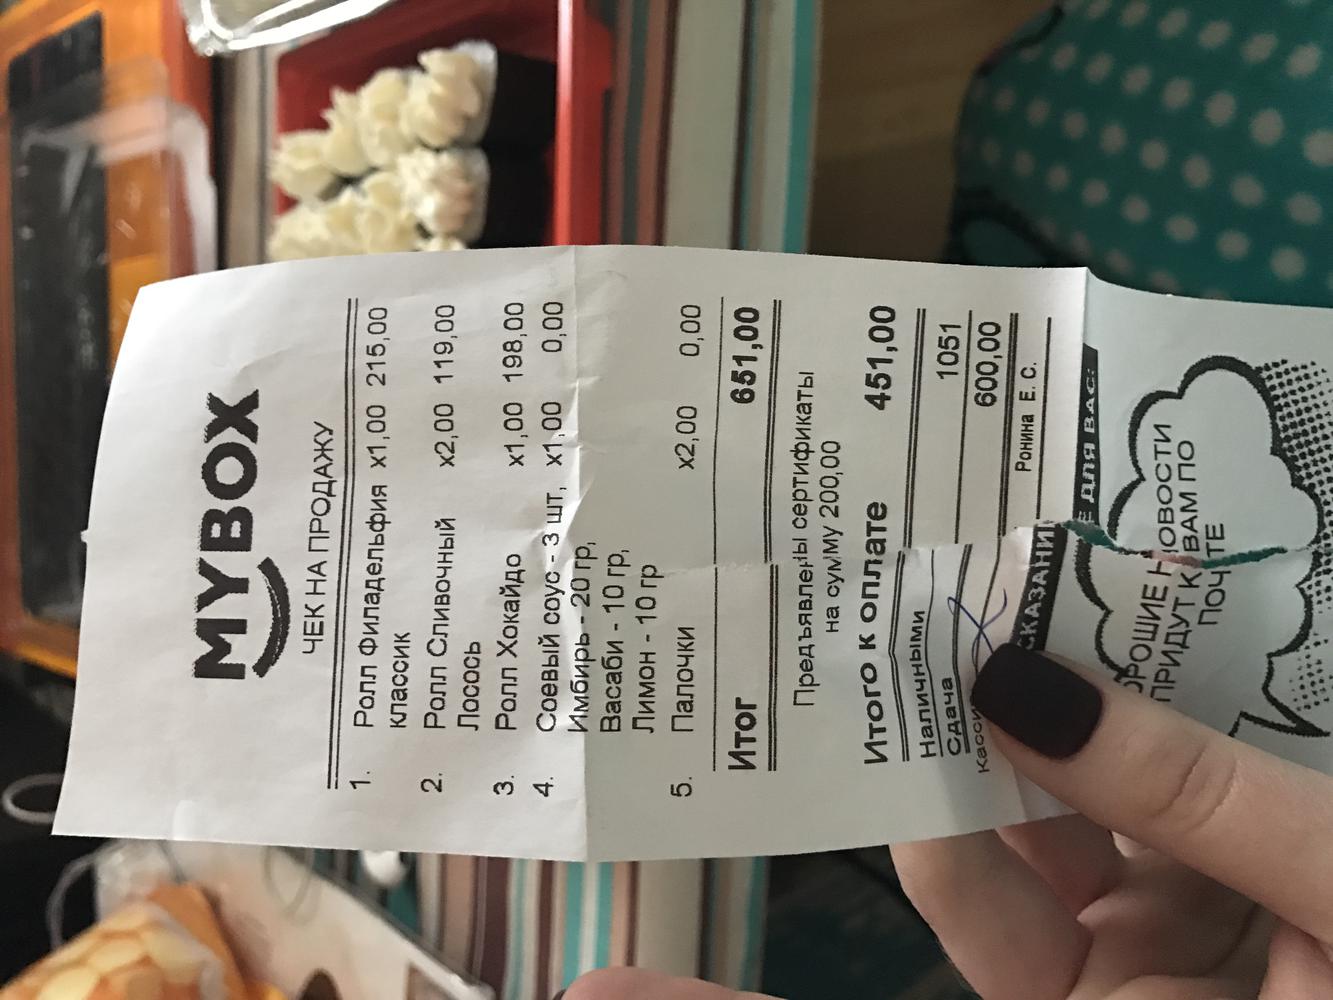 MYBOX
ЧЕК НА ПРОДАЖУ
1. Ролл Филадельфия x1,00 215,00
классик
2. Ролл Сливочный x2,00 119,00
Лосось
3. Ролл Хокайдо x1,00 198,00
4. Соевый соус - 3 шт, x1,00 0,00
Имбирь - 20 гр,
Васаби - 10 гр,
Лимон - 10 гр
5. Палочки x2,00 0,00
Итог 651,00
Предъявлены сертификаты
на сумму 200,00
Итого к оплате 451,00
Наличными 1051
Сдача 600,00
Ронина Е. С.
ДЛЯ ВАС:
НОВОСТИ
ПРИДУТ К ВАМ ПО
ПОЧТЕ